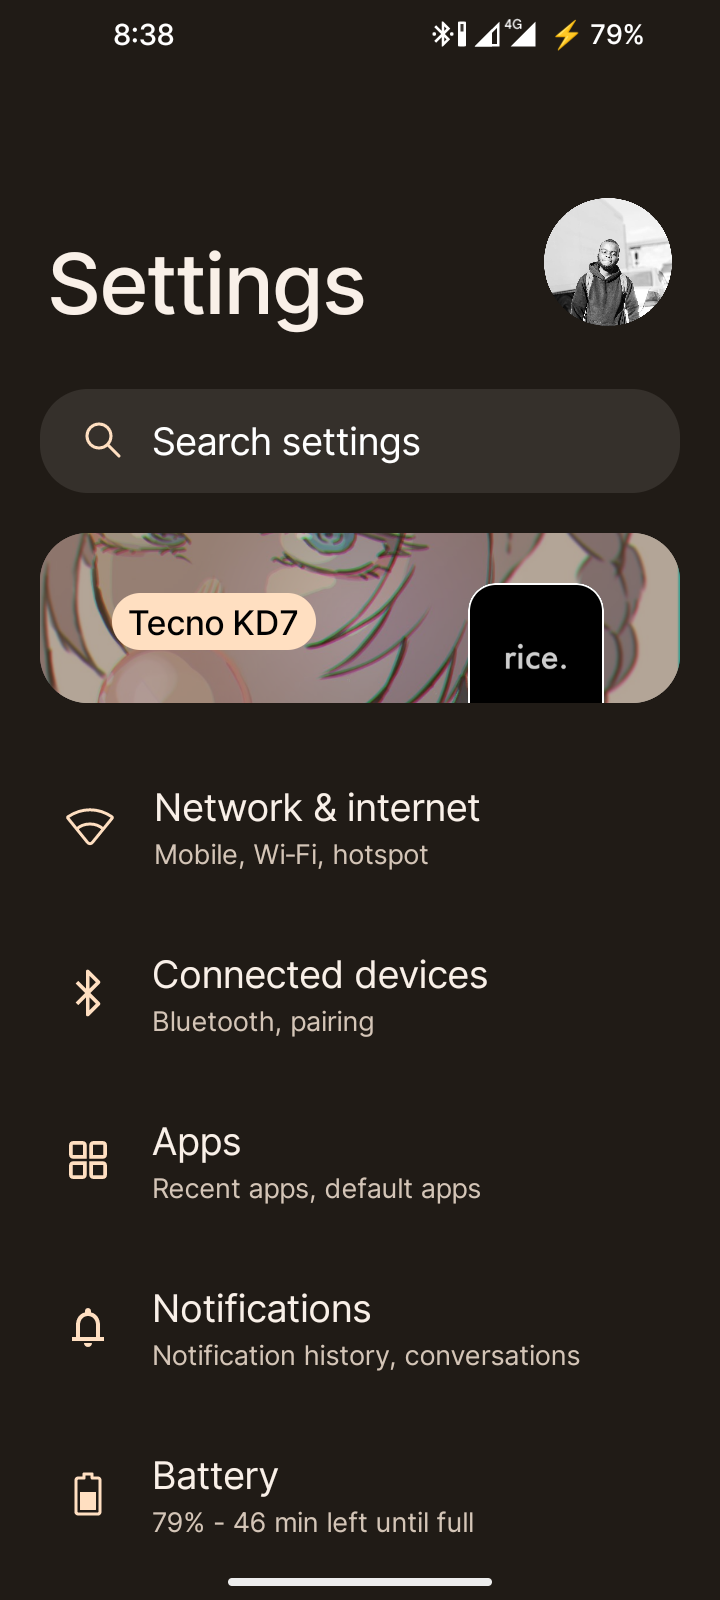 8:38 4G 79%
Settings
Search settings
Tecno KD7
rice.
Network & internet
Mobile, Wi-Fi, hotspot
Connected devices
Bluetooth, pairing
Apps
Recent apps, default apps
Notifications
Notification history, conversations
Battery
79% - 46 min left until full